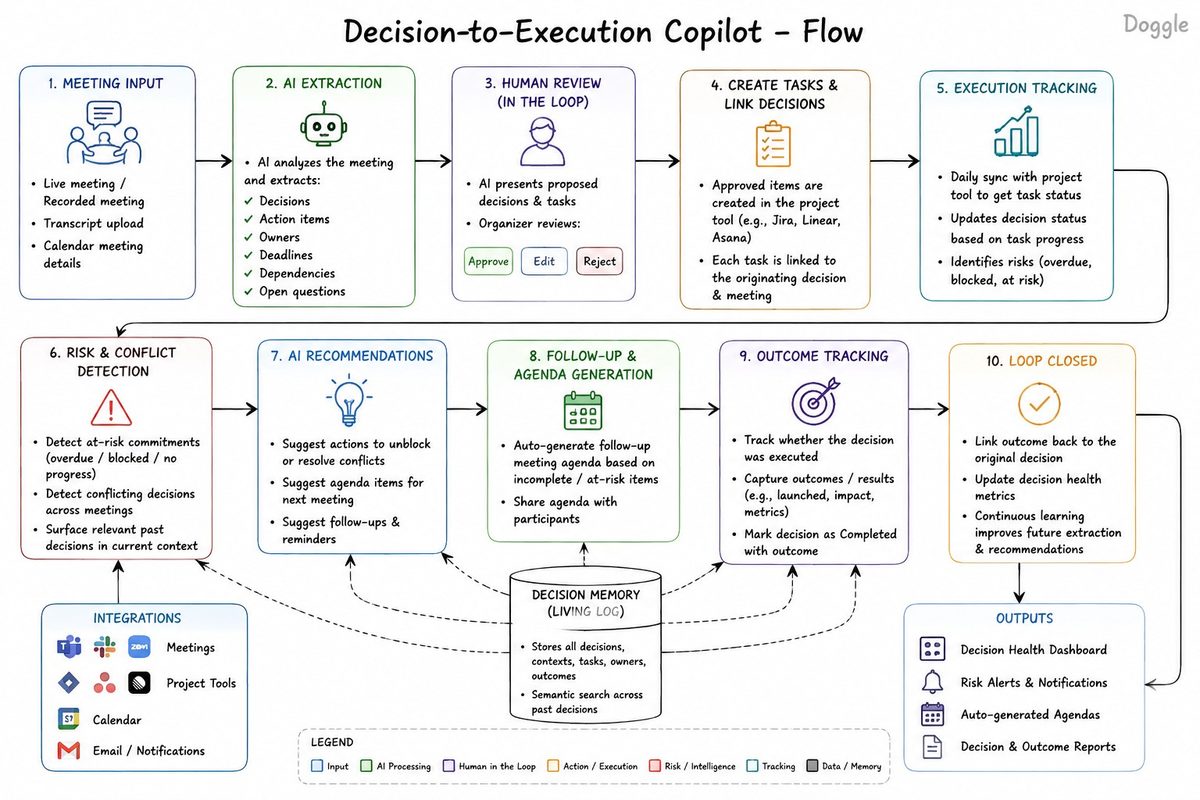 Decision-to-Execution Copilot – Flow
Doggle
1. MEETING INPUT
• Live meeting /
Recorded meeting
• Transcript upload
• Calendar meeting
details
2. AI EXTRACTION
• AI analyzes the meeting
and extracts:
✓ Decisions
✓ Action items
✓ Owners
✓ Deadlines
✓ Dependencies
✓ Open questions
3. HUMAN REVIEW
(IN THE LOOP)
• AI presents proposed
decisions & tasks
• Organizer reviews:
Approve Edit Reject
4. CREATE TASKS &
LINK DECISIONS
• Approved items are
created in the project
tool (e.g., Jira, Linear,
Asana)
• Each task is linked to
the originating decision
& meeting
5. EXECUTION TRACKING
• Daily sync with project
tool to get task status
• Updates decision status
based on task progress
• Identifies risks (overdue,
blocked, at risk)
6. RISK & CONFLICT
DETECTION
• Detect at-risk commitments
(overdue / blocked / no
progress)
• Detect conflicting decisions
across meetings
• Surface relevant past
decisions in current context
7. AI RECOMMENDATIONS
• Suggest actions to unblock
or resolve conflicts
• Suggest agenda items for
next meeting
• Suggest follow-ups &
reminders
8. FOLLOW-UP &
AGENDA GENERATION
• Auto-generate follow-up
meeting agenda based on
incomplete / at-risk items
• Share agenda with
participants
9. OUTCOME TRACKING
• Track whether the decision
was executed
• Capture outcomes / results
(e.g., launched, impact,
metrics)
• Mark decision as Completed
with outcome
10. LOOP CLOSED
• Link outcome back to the
original decision
• Update decision health
metrics
• Continuous learning
improves future extraction
& recommendations
INTEGRATIONS
Meetings
Project Tools
Calendar
Email / Notifications
DECISION MEMORY
(LIVING LOG)
• Stores all decisions,
contexts, tasks, owners,
outcomes
• Semantic search across
past decisions
OUTPUTS
Decision Health Dashboard
Risk Alerts & Notifications
Auto-generated Agendas
Decision & Outcome Reports
LEGEND
Input AI Processing Human in the Loop Action / Execution Risk / Intelligence Tracking Data / Memory